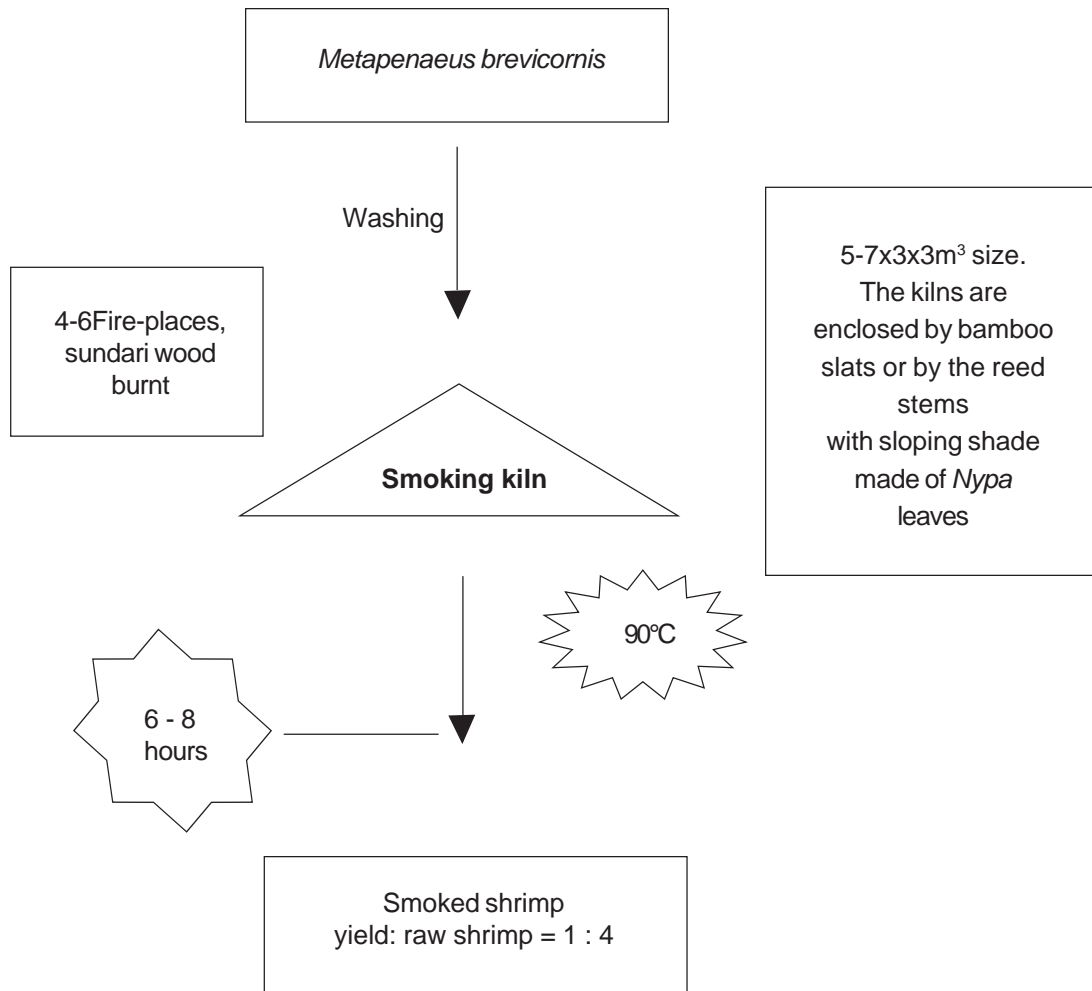 Metapenaeus brevicornis
Washing
4-6Fire-places,
sundari wood
burnt
5-7x3x3m³ size.
The kilns are
enclosed by bamboo
slats or by the reed
stems
with sloping shade
made of Nypa
leaves
Smoking kiln
90°C
6 - 8
hours
Smoked shrimp
yield: raw shrimp = 1 : 4